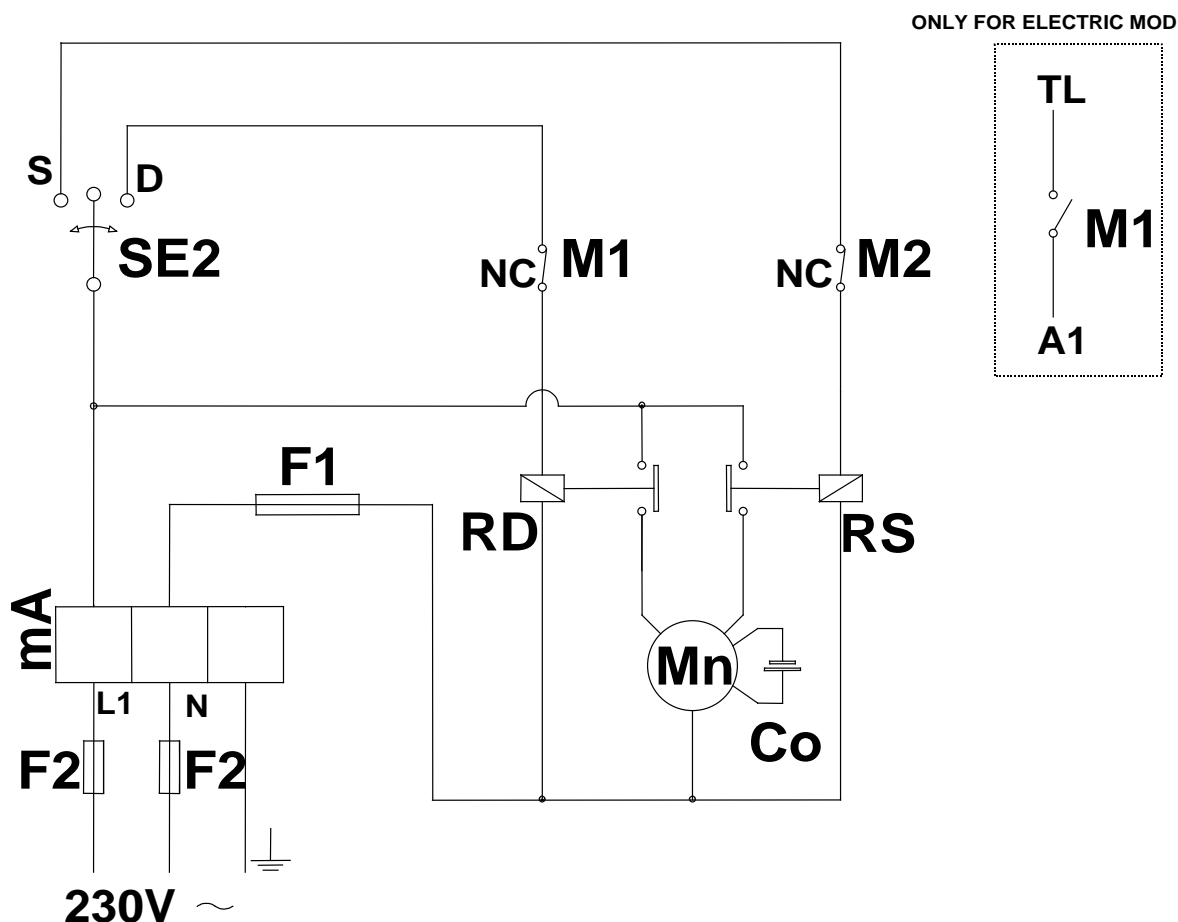 ONLY FOR ELECTRIC MOD
TL
M1
A1
S
D
SE2
NC
M1
NC
M2
F1
RD
RS
mA
L1
N
Mn
Co
F2
F2
230V ~